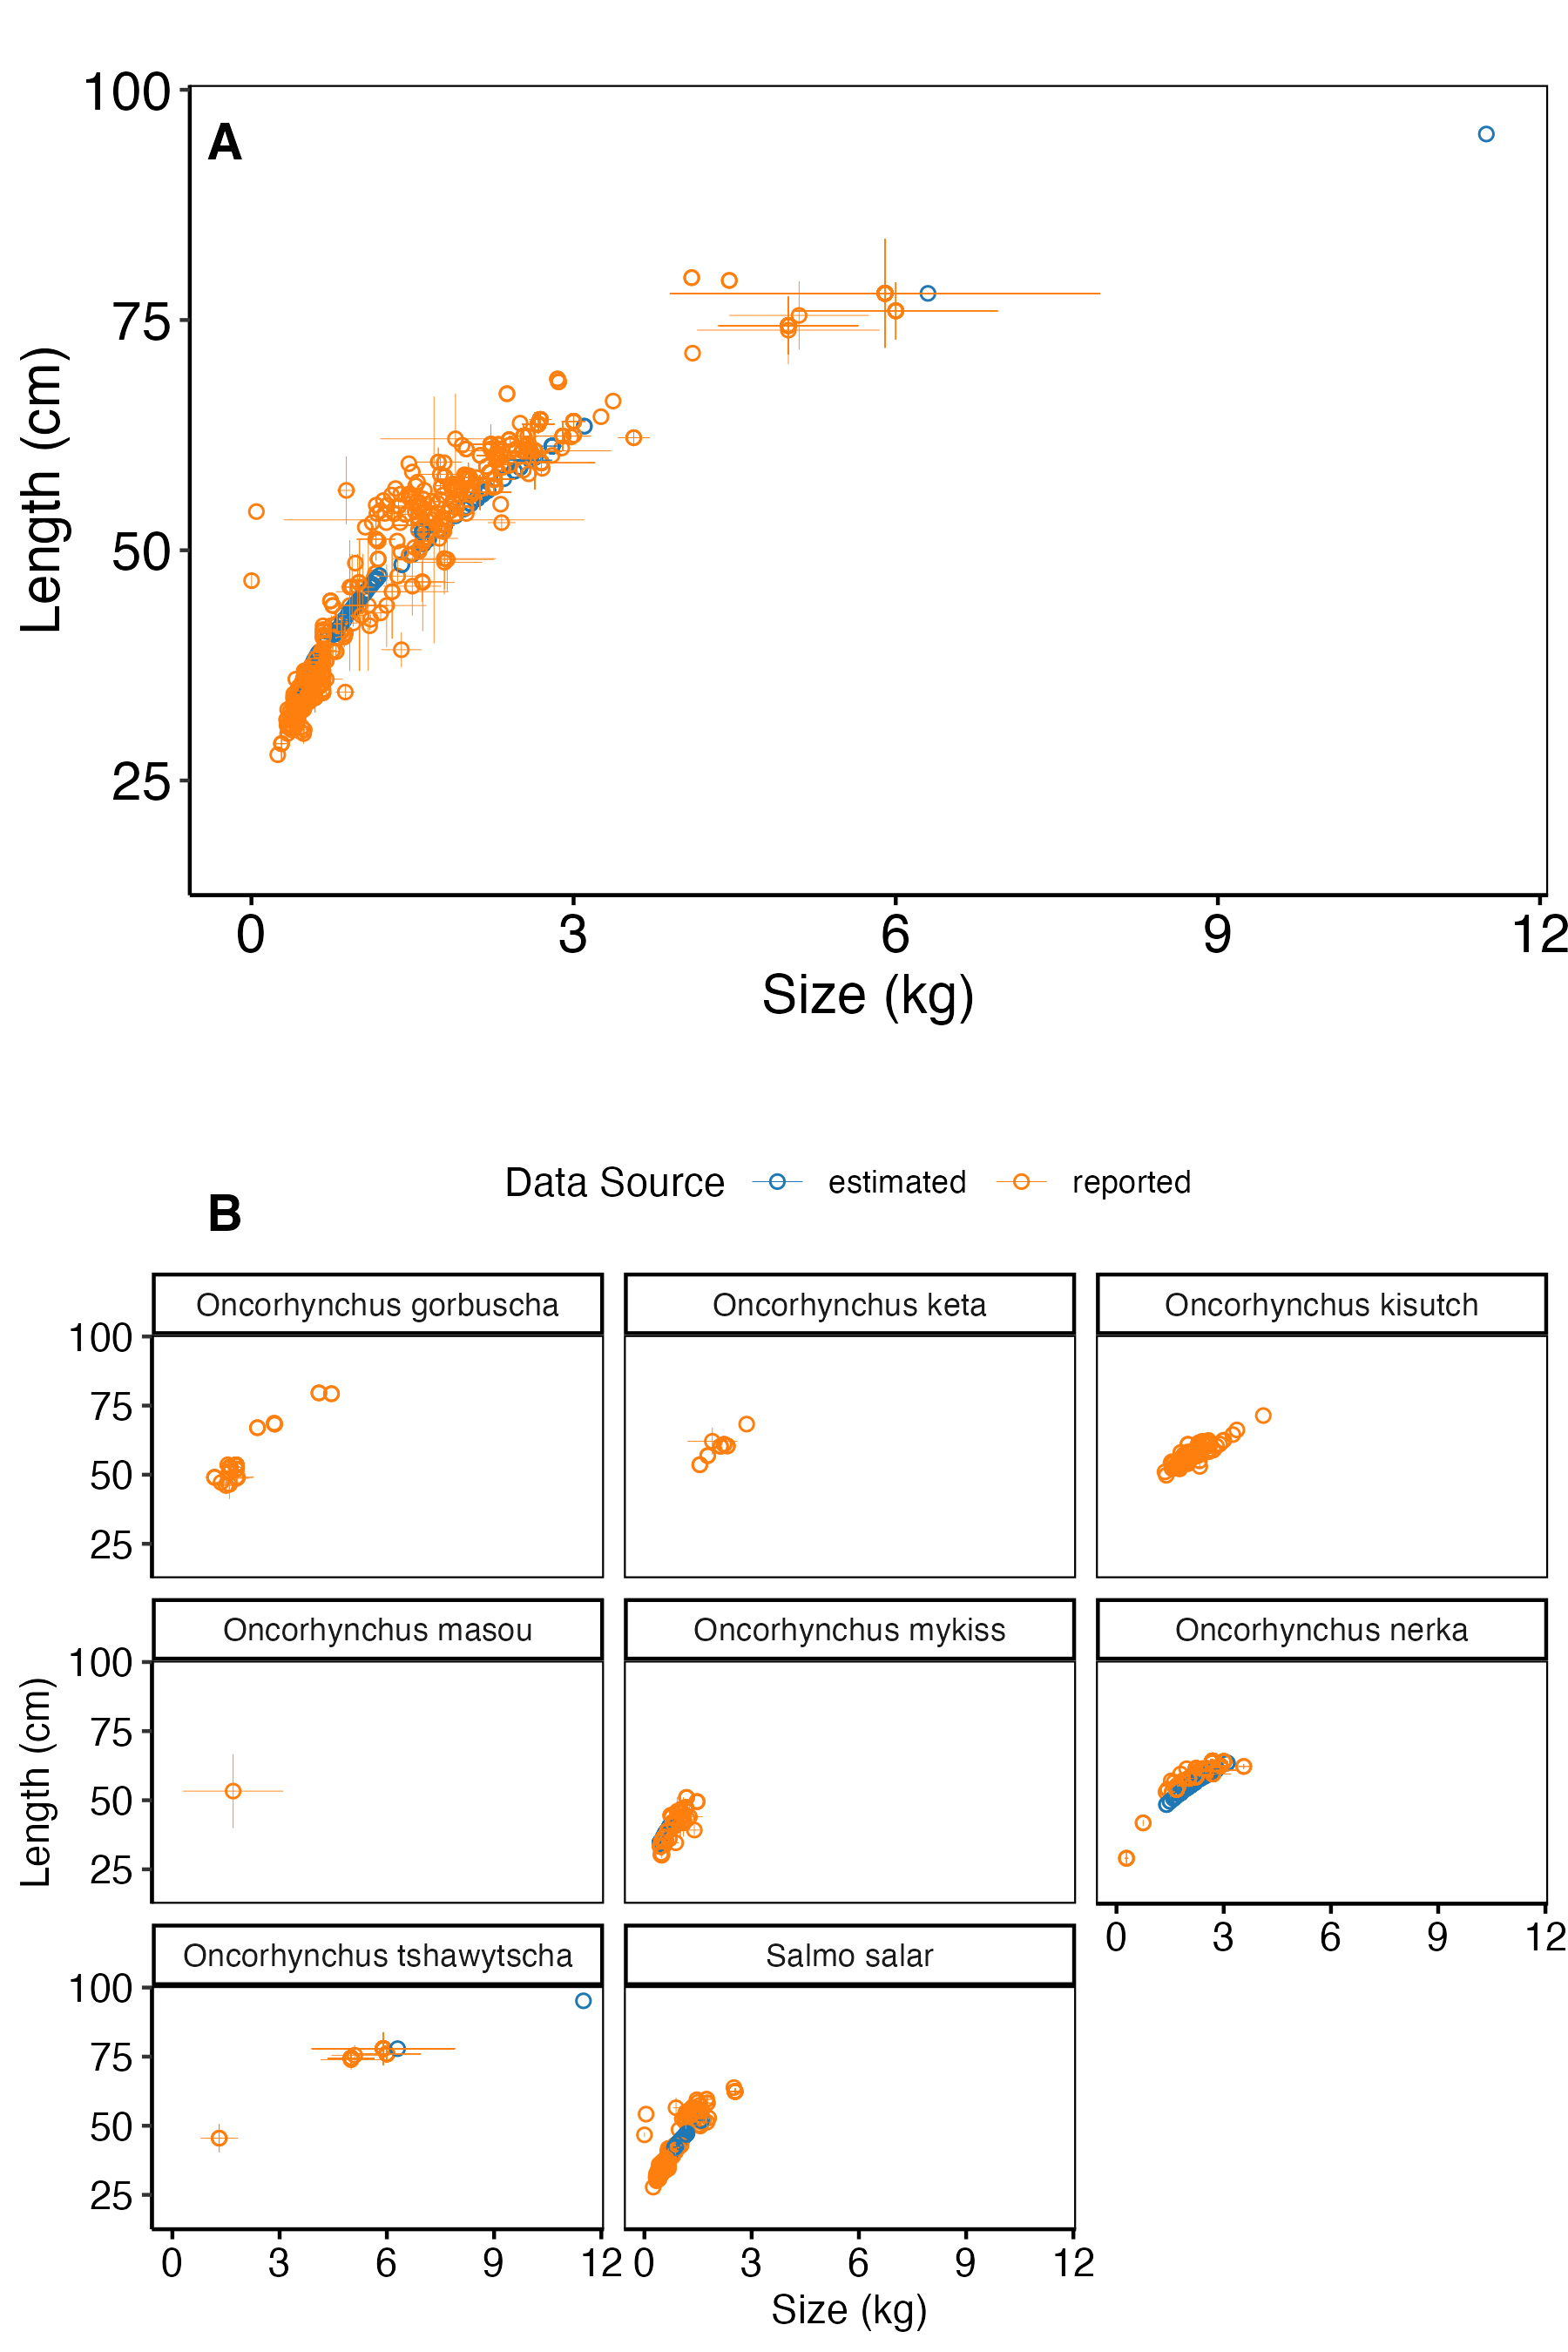 100
A
75
Length (cm)
50
25
0 3 6 9 12
Size (kg)
Data Source estimated reported
B
Oncorhynchus gorbuscha Oncorhynchus keta Oncorhynchus kisutch
100
75
50
25
Oncorhynchus masou Oncorhynchus mykiss Oncorhynchus nerka
100
75
Length (cm)
50
25
0 3 6 9 12
Oncorhynchus tshawytscha Salmo salar
100
75
50
25
0 3 6 9 12 0 3 6 9 12
Size (kg)